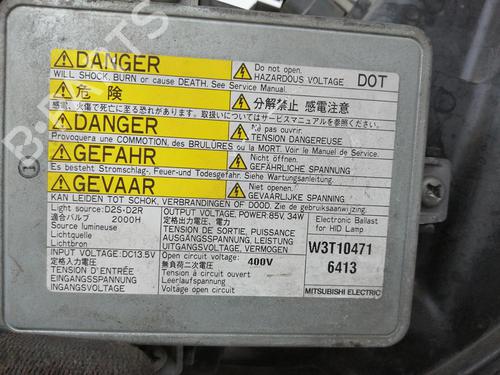 DANGER
WILL SHOCK, BURN or cause DEATH. See Service Manual.
Do not open.
HAZARDOUS VOLTAGE
DOT
危険
分解禁止 感電注意
感電、火傷で死亡に至る恐れがあります。取扱いについてはサービスマニュアルを参照ください。
DANGER
Ne pas ouvrir.
TENSION DANGEREUSE
Provoquera une COMMOTION, des BRULURES ou la MORT. Voir le Manuel de Service.
GEFAHR
Nicht öffnen.
GEFÄHRLICHE SPANNUNG
Es besteht Stromschlag-, Feuer-und Todesgefahr. Siehe Wartungsanleitung.
GEVAAR
Niet openen.
GEVAARLIJKE SPANNING
KAN LEIDEN TOT SCHOK, VERBRANDINGEN OF DOOD. Zie de gebruiksaanwijzing
Light source:D2S-D2R
適合バルブ 2000H
Source lumineuse
Lichtquelle
Lichtbron
OUTPUT VOLTAGE, POWER:85V, 34W
定格出力電圧、電力
TENSION DE SORTIE, PUISSANCE
AUSGANGSSPANNUNG, LEISTUNG
UITGANGSVOLTAGE, VERMOGEN
Electronic Ballast
for HID Lamp
W3T10471
6413
MITSUBISHI ELECTRIC
INPUT VOLTAGE:DC13.5V
定格入力電圧
TENSION D'ENTRÉE
EINGANGSSPANNUNG
INGANGSVOLTAGE
Open circuit voltage: 400V
無負荷二次電圧
Tension à circuit ouvert
Leerlaufspannung
Voltage open circuit